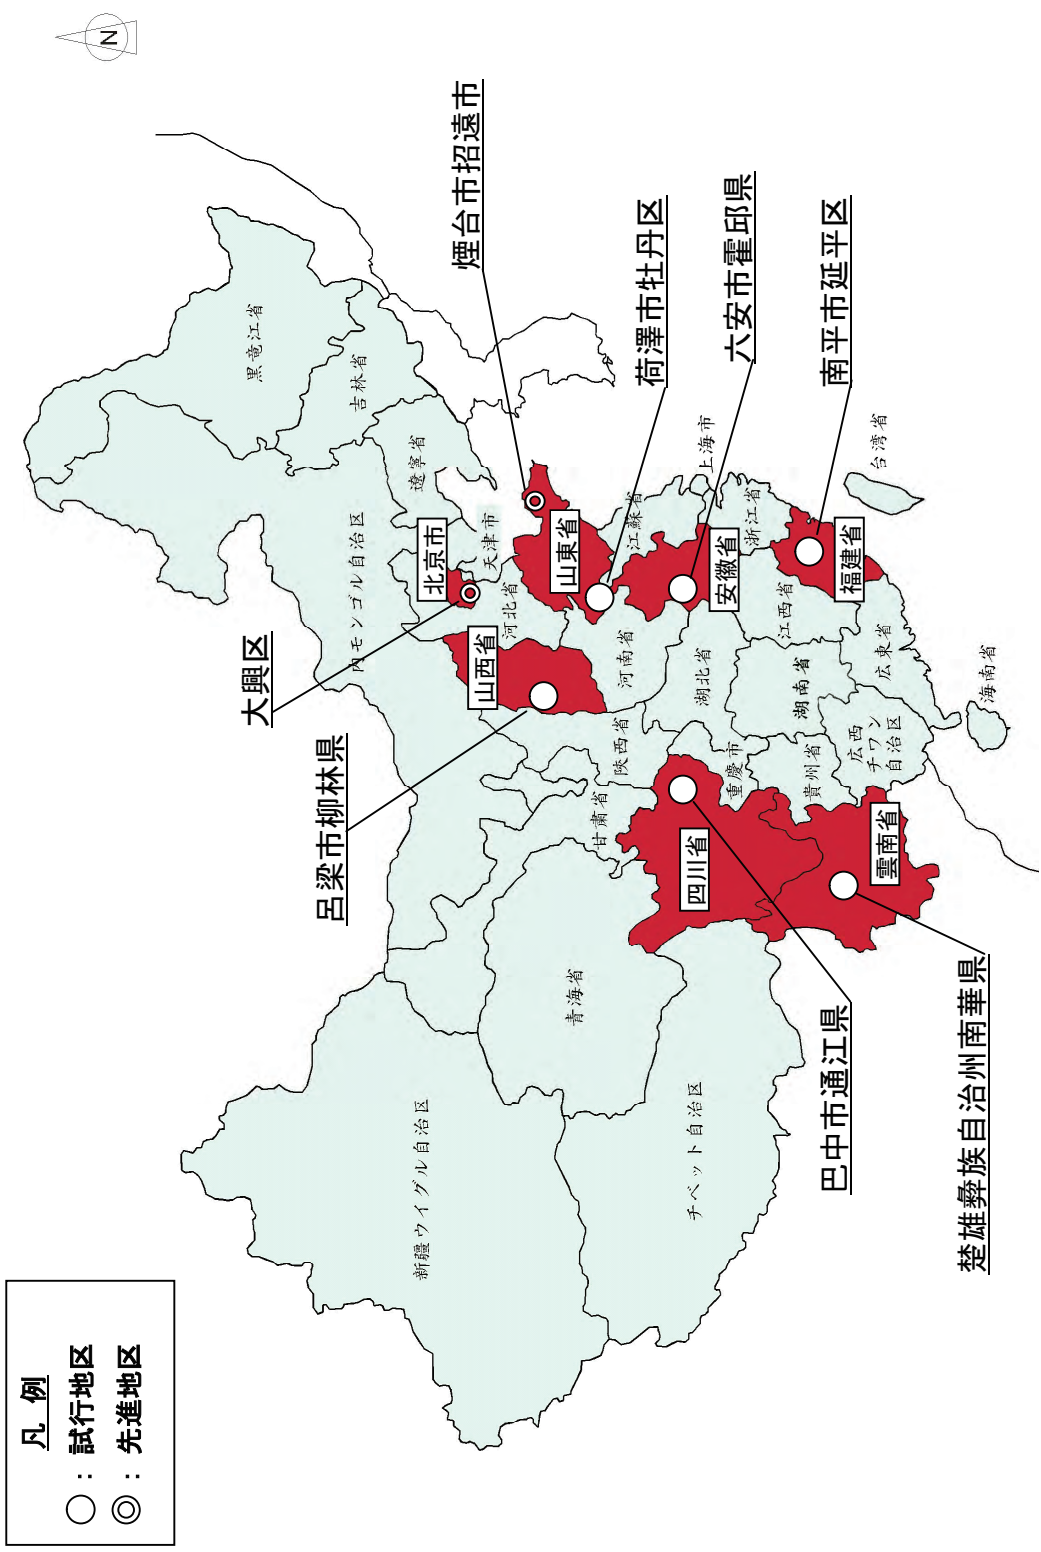 凡 例
○：試行地区
◎：先進地区
N
大興区
呂梁市柳林県
煙台市招遠市
荷澤市牡丹区
六安市霍邱県
南平市延平区
巴中市通江県
楚雄彝族自治州南華県
北京市
山西省
山東省
安徽省
福建省
四川省
雲南省
黒竜江省
吉林省
遼寧省
内モンゴル自治区
天津市
河北省
江蘇省
上海市
浙江省
台湾省
河南省
陝西省
甘粛省
湖北省
江西省
湖南省
重慶市
貴州省
広東省
広西
チワン
自治区
海南省
青海省
新疆ウイグル自治区
チベット自治区